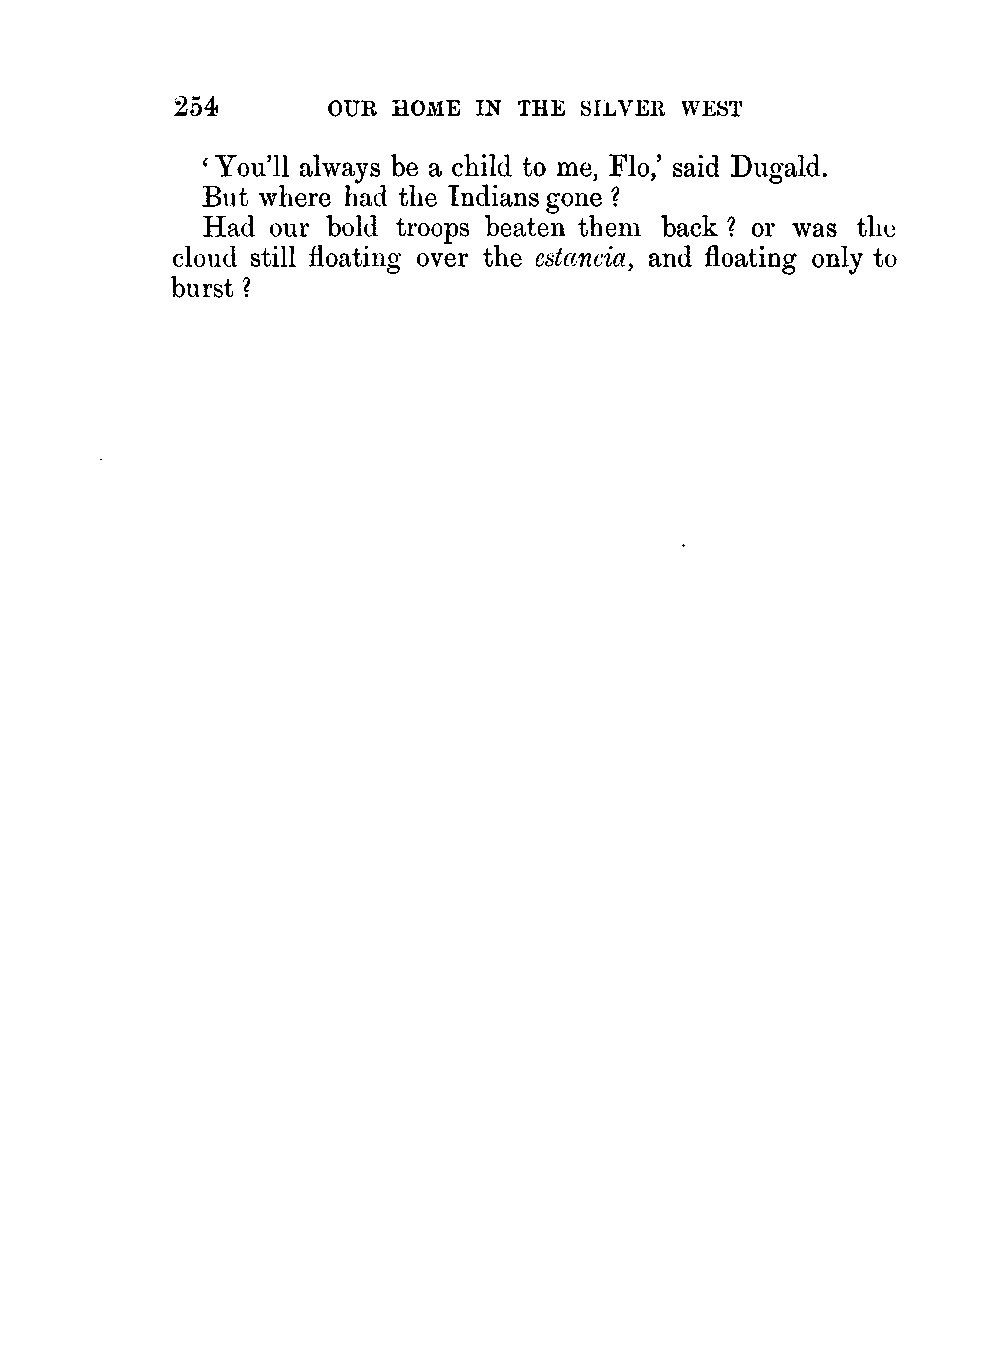 254 OUR HOME IN THE SILVER WEST
‘You’ll always be a child to me, Flo,’ said Dugald.
But where had the Indians gone?
Had our bold troops beaten them back? or was the
cloud still floating over the estancia, and floating only to
burst?